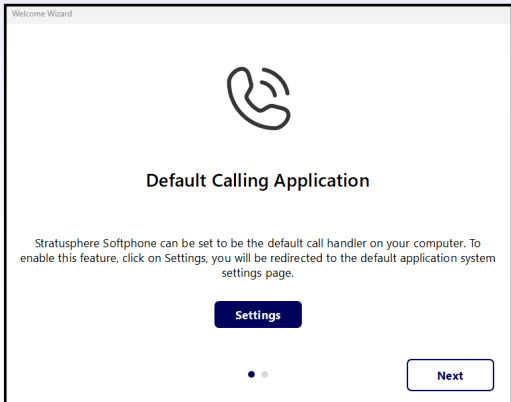 Welcome Wizard
Default Calling Application
Stratusphere Softphone can be set to be the default call handler on your computer. To
enable this feature, click on Settings, you will be redirected to the default application system
settings page.
Settings
Next